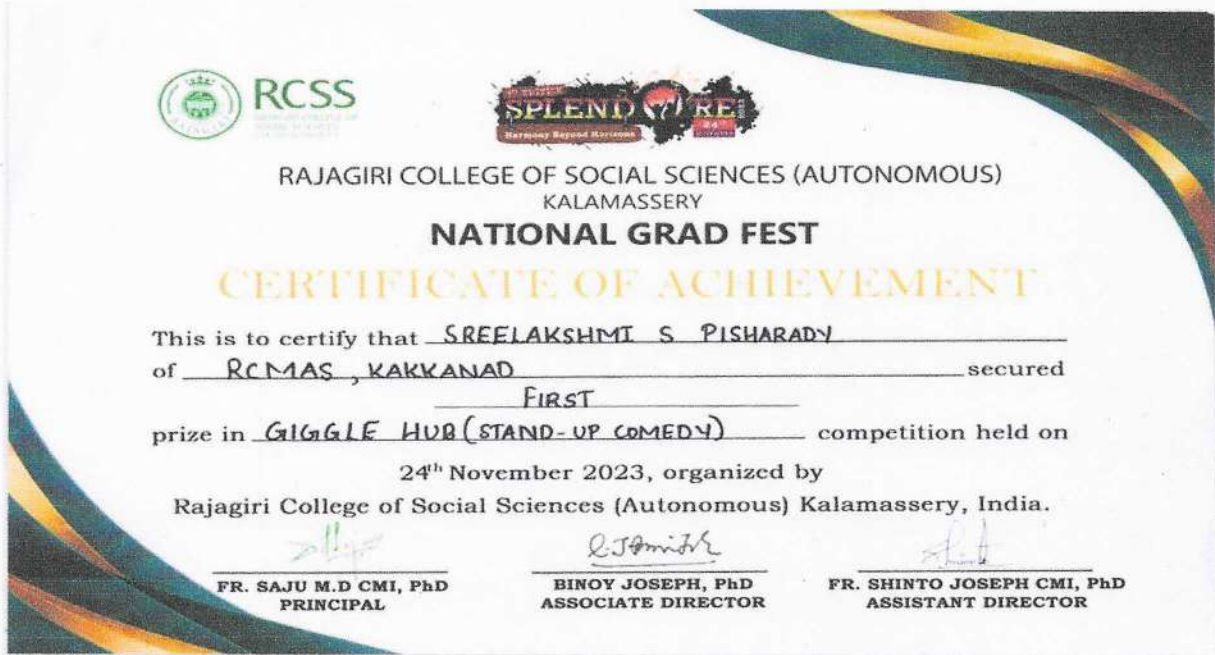 RCSS
RAJAGIRI
SPLENDORE
24th
Harmony Beyond Horizons
RAJAGIRI COLLEGE OF SOCIAL SCIENCES (AUTONOMOUS)
KALAMASSERY
NATIONAL GRAD FEST
CERTIFICATE OF ACHIEVEMENT
This is to certify that SREELAKSHMI S PISHARADY
of RCMAS, KAKKANAD secured
FIRST
prize in GIGGLE HUB (STAND-UP COMEDY) competition held on
24th November 2023, organized by
Rajagiri College of Social Sciences (Autonomous) Kalamassery, India.
FR. SAJU M.D CMI, PhD
PRINCIPAL
BINOY JOSEPH, PhD
ASSOCIATE DIRECTOR
FR. SHINTO JOSEPH CMI, PhD
ASSISTANT DIRECTOR